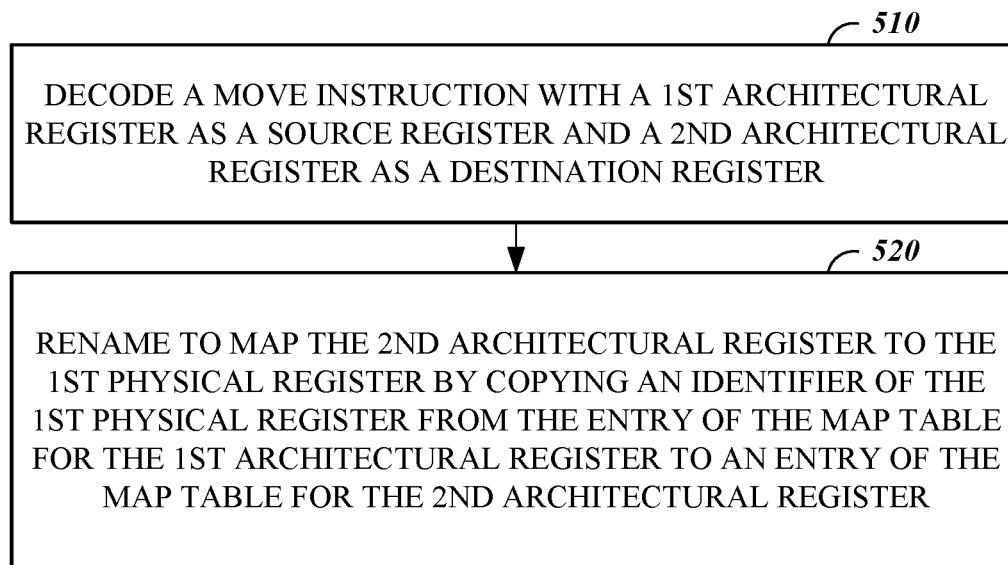 510
DECODE A MOVE INSTRUCTION WITH A 1ST ARCHITECTURAL
REGISTER AS A SOURCE REGISTER AND A 2ND ARCHITECTURAL
REGISTER AS A DESTINATION REGISTER
520
RENAME TO MAP THE 2ND ARCHITECTURAL REGISTER TO THE
1ST PHYSICAL REGISTER BY COPYING AN IDENTIFIER OF THE
1ST PHYSICAL REGISTER FROM THE ENTRY OF THE MAP TABLE
FOR THE 1ST ARCHITECTURAL REGISTER TO AN ENTRY OF THE
MAP TABLE FOR THE 2ND ARCHITECTURAL REGISTER